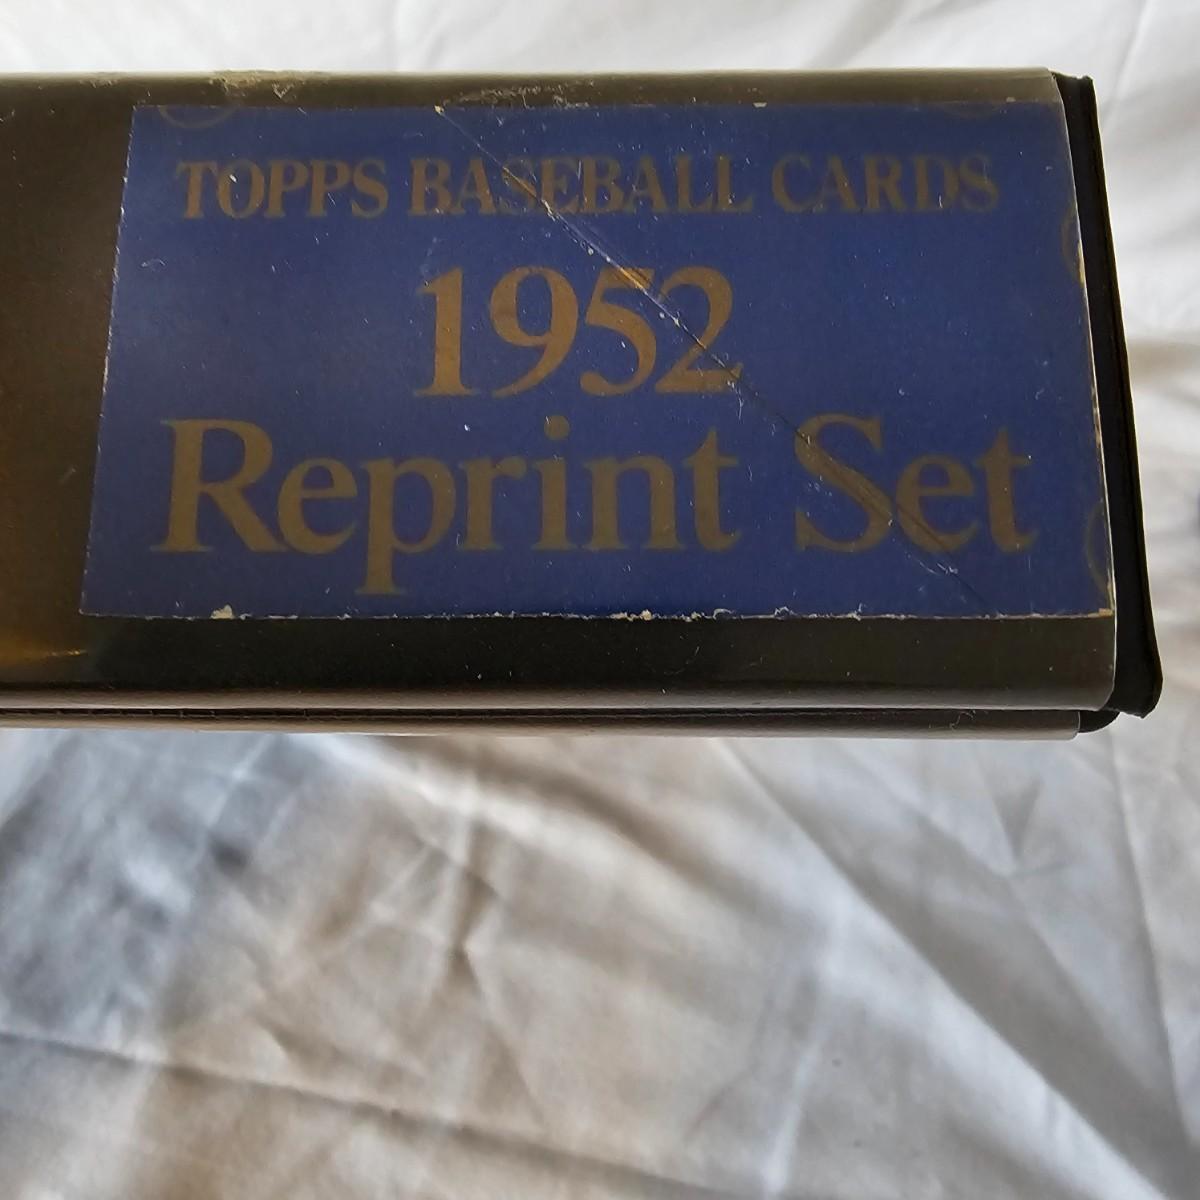 TOPPS BASEBALL CARDS
1952
Reprint Set